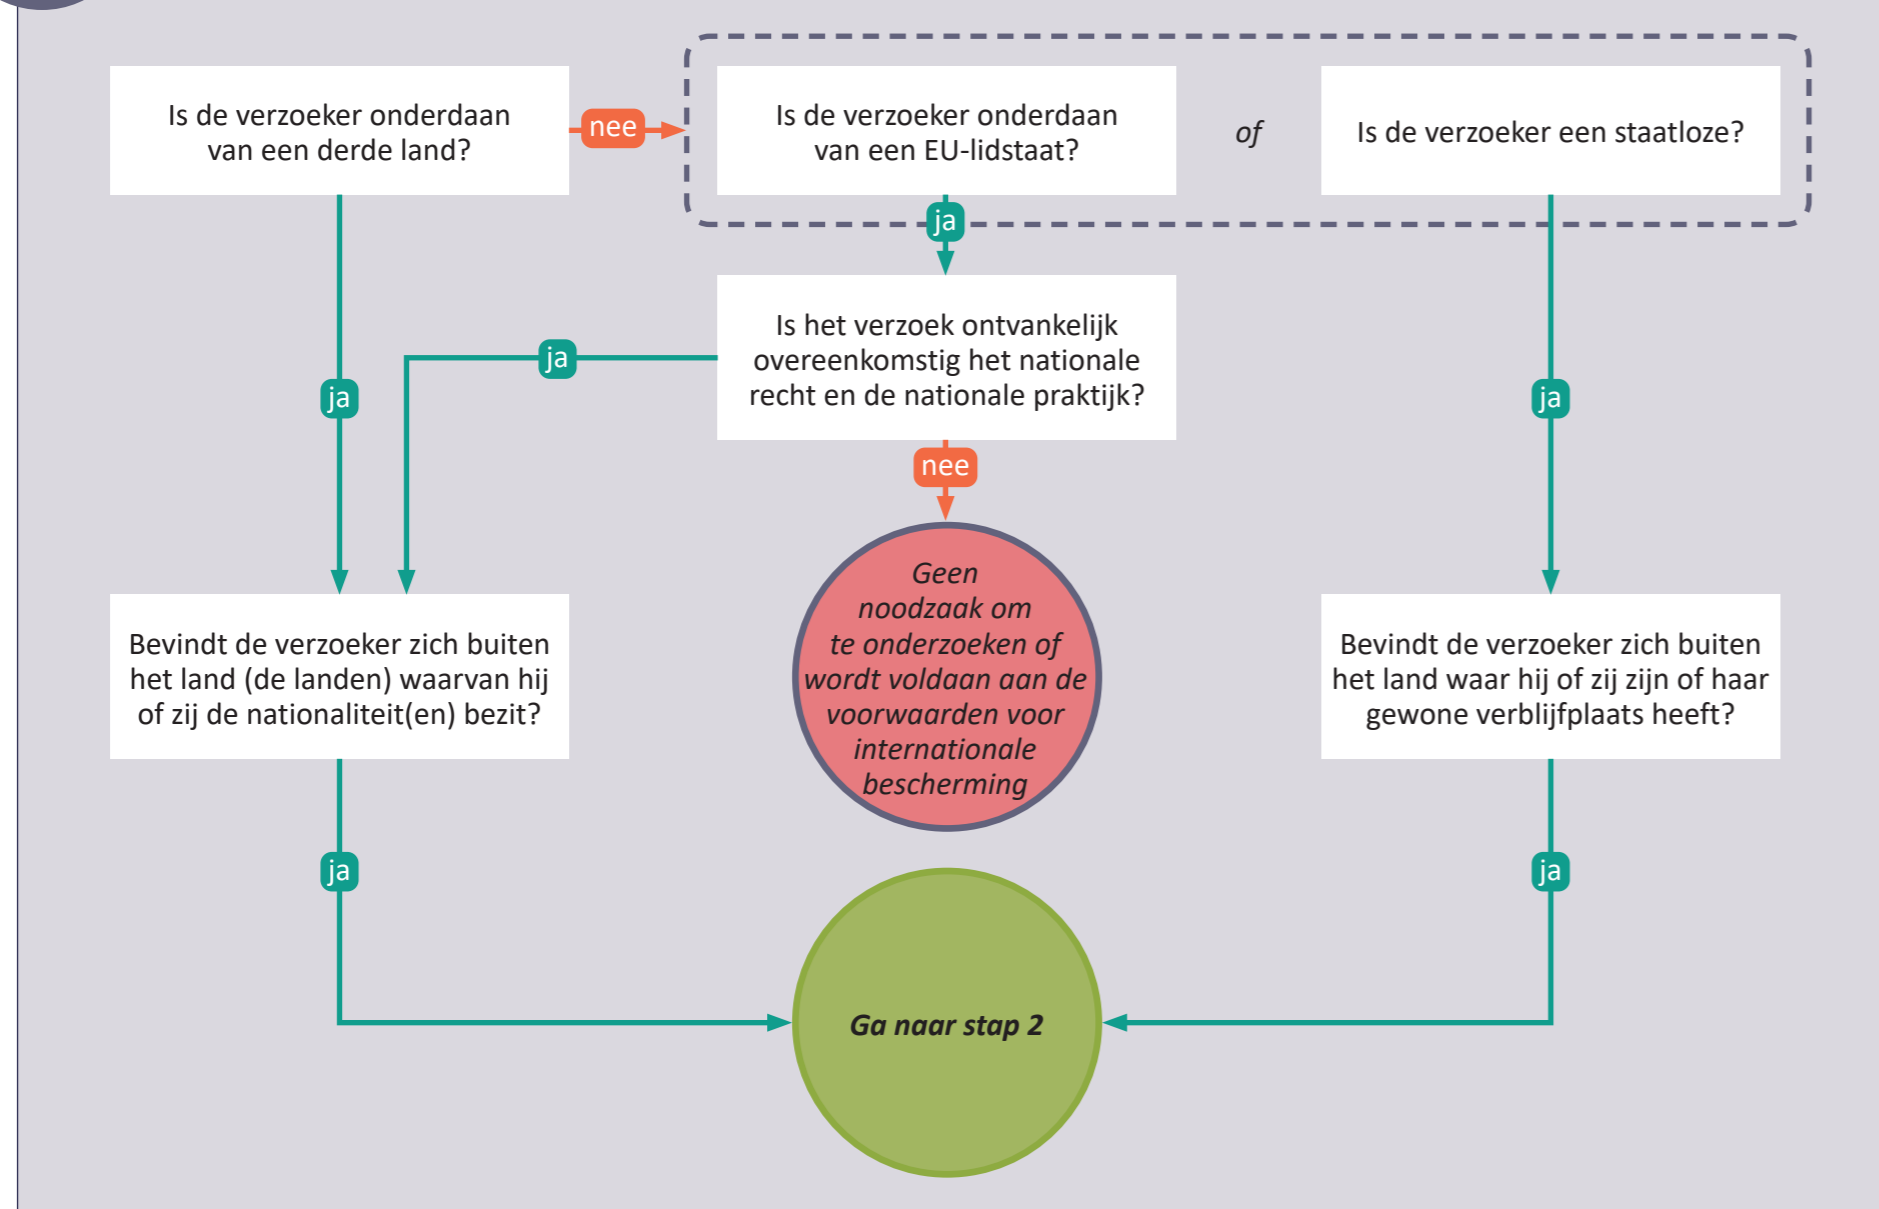 Is de verzoeker onderdaan
van een derde land?
nee
Is de verzoeker onderdaan
van een EU-lidstaat?
of
Is de verzoeker een staatloze?
ja
Is het verzoek ontvankelijk
overeenkomstig het nationale
recht en de nationale praktijk?
ja
ja
ja
nee
Geen
noodzaak om
te onderzoeken of
wordt voldaan aan de
voorwaarden voor
internationale
bescherming
Bevindt de verzoeker zich buiten
het land (de landen) waarvan hij
of zij de nationaliteit(en) bezit?
Bevindt de verzoeker zich buiten
het land waar hij of zij zijn of haar
gewone verblijfplaats heeft?
ja
ja
Ga naar stap 2